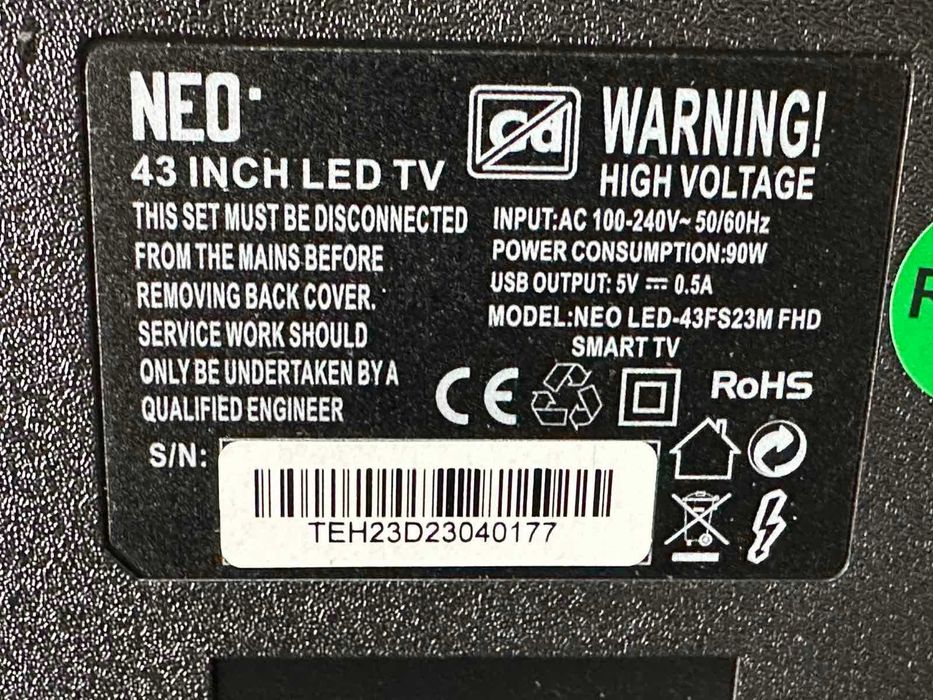 NEO
43 INCH LED TV
THIS SET MUST BE DISCONNECTED
FROM THE MAINS BEFORE
REMOVING BACK COVER.
SERVICE WORK SHOULD
ONLY BE UNDERTAKEN BY A
QUALIFIED ENGINEER
Cd
WARNING!
HIGH VOLTAGE
INPUT:AC 100-240V~ 50/60Hz
POWER CONSUMPTION:90W
USB OUTPUT: 5V ⎓ 0.5A
MODEL:NEO LED-43FS23M FHD
SMART TV
CE
RoHS
S/N:
TEH23D23040177